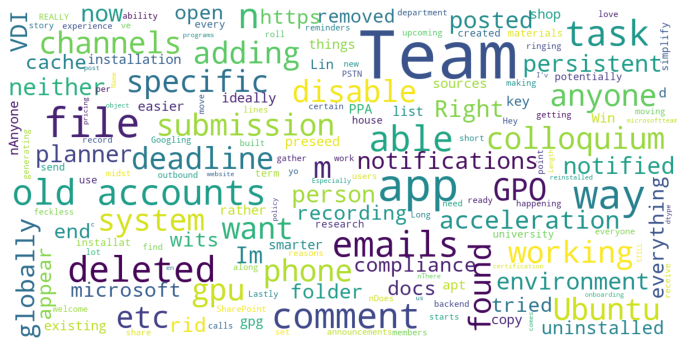 VDI now n https removed open posted shop task
story experience ve reminders department every ability created things materials REALLY love upcoming
channels adding Team simplify
cache installation Lin potentially ringing persistent
neither specific disable anyone d
nAnyone easier ideally PPA list sources key Win
file submission able Right colloquium
planner deadline m notifications notified
old accounts app GPO way
system want person recording acceleration everything
globally end Im wits rather smarter university
appear deleted emails working
microsoft gpu phone compliance found environment
folder docs tried Ubuntu
etc rid comment uninstalled
existing gpg apt copy
use term send outbound website built record move house gather work users short point getting moving
generating pricing per object lines Googling research reasons along find lot feckless midst installat
programs roll PSTN new making I'v Hey post
Especially microsoftteam reinstalled certain policy need ready happening Long everyone
Lastly SharePoint nDoes nThere backend starts onboarding certification still receive
Welcome share calls set announcements members us